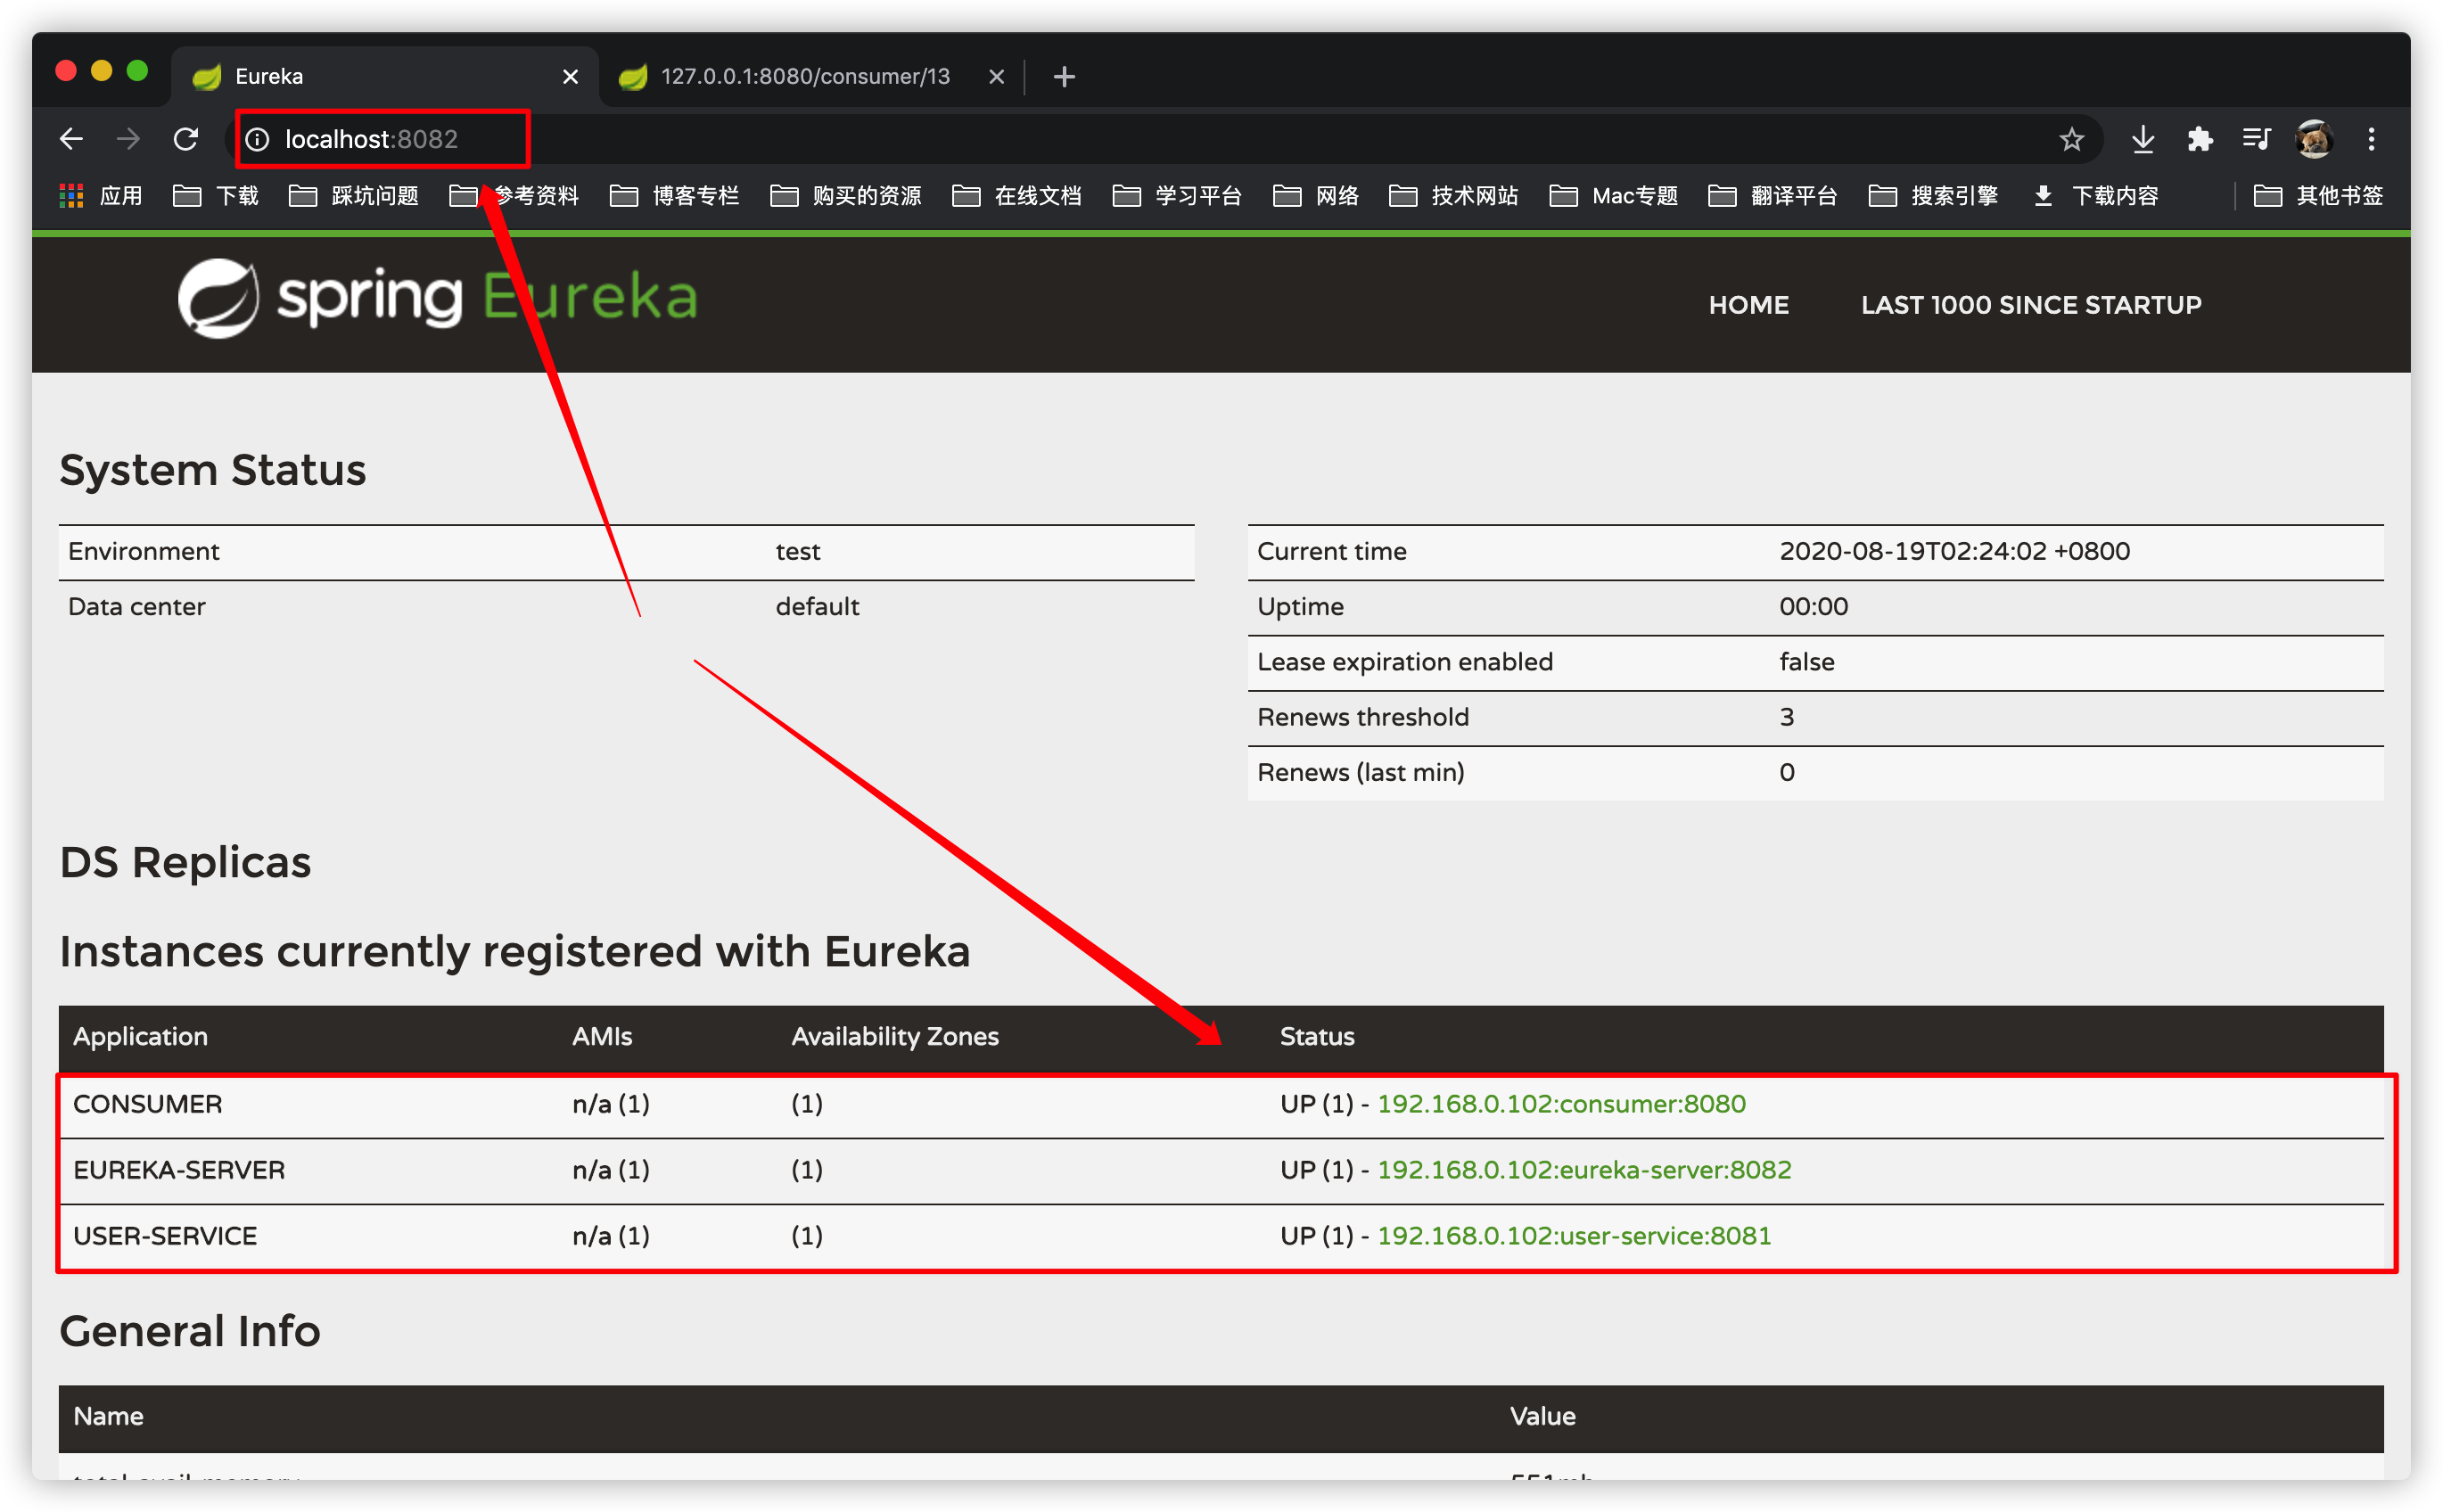 Eureka 127.0.0.1:8080/consumer/13
localhost:8082
应用 下载 踩坑问题 参考资料 博客专栏 购买的资源 在线文档 学习平台 网络 技术网站 Mac专题 翻译平台 搜索引擎 下载内容 其他书签
spring Eureka HOME LAST 1000 SINCE STARTUP
System Status
Environment test
Data center default
Current time 2020-08-19T02:24:02 +0800
Uptime 00:00
Lease expiration enabled false
Renews threshold 3
Renews (last min) 0
DS Replicas
Instances currently registered with Eureka
Application AMIs Availability Zones Status
CONSUMER n/a (1) (1) UP (1) - 192.168.0.102:consumer:8080
EUREKA-SERVER n/a (1) (1) UP (1) - 192.168.0.102:eureka-server:8082
USER-SERVICE n/a (1) (1) UP (1) - 192.168.0.102:user-service:8081
General Info
Name Value